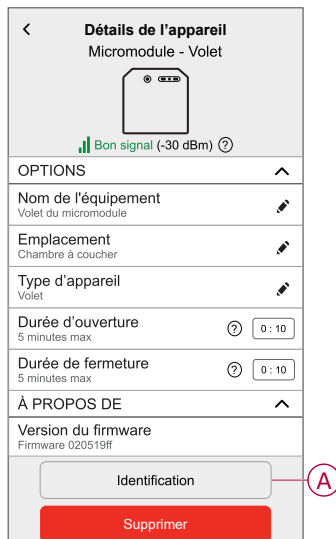 Détails de l'appareil
Micromodule - Volet
Bon signal (-30 dBm) ?
OPTIONS
Nom de l'équipement
Volet du micromodule
Emplacement
Chambre à coucher
Type d'appareil
Volet
Durée d'ouverture
5 minutes max
? 0 : 10
Durée de fermeture
5 minutes max
? 0 : 10
À PROPOS DE
Version du firmware
Firmware 020519ff
Identification
A
Supprimer